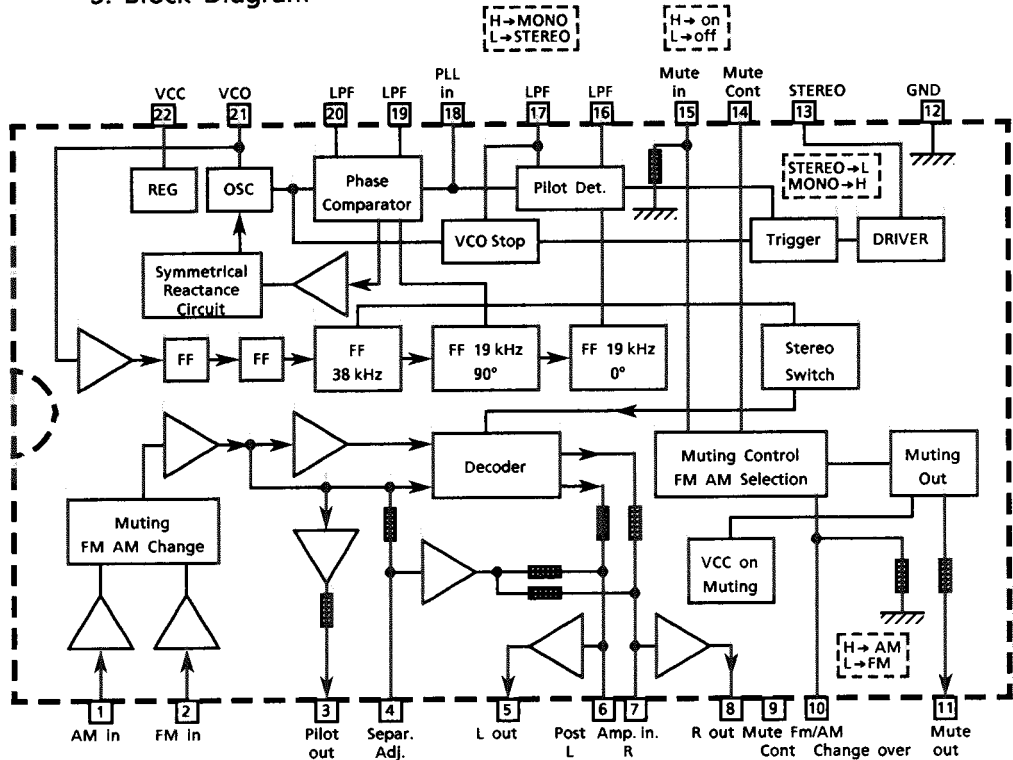 3. Block Diagram
H→MONO
L→STEREO
H→on
L→off
VCC
VCO
LPF
LPF
PLL
in
LPF
LPF
Mute
in
Mute
Cont
STEREO
GND
22
21
20
19
18
17
16
15
14
13
12
REG
OSC
Phase
Comparator
Pilot Det.
STEREO→L
MONO→H
VCO Stop
Trigger
DRIVER
Symmetrical
Reactance
Circuit
FF
FF
FF
38 kHz
FF 19 kHz
90°
FF 19 kHz
0°
Stereo
Switch
Decoder
Muting Control
FM AM Selection
Muting
Out
Muting
FM AM Change
VCC on
Muting
H→AM
L→FM
1
2
3
4
5
6
7
8
9
10
11
AM in
FM in
Pilot
out
Separ.
Adj.
L out
Post Amp. in.
L R
R out
Mute
Cont
Fm/AM
Change over
Mute
out